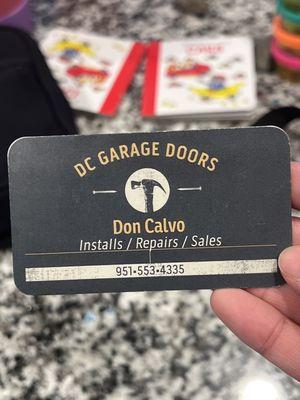 DC GARAGE DOORS
Don Calvo
Installs / Repairs / Sales
951-553-4335